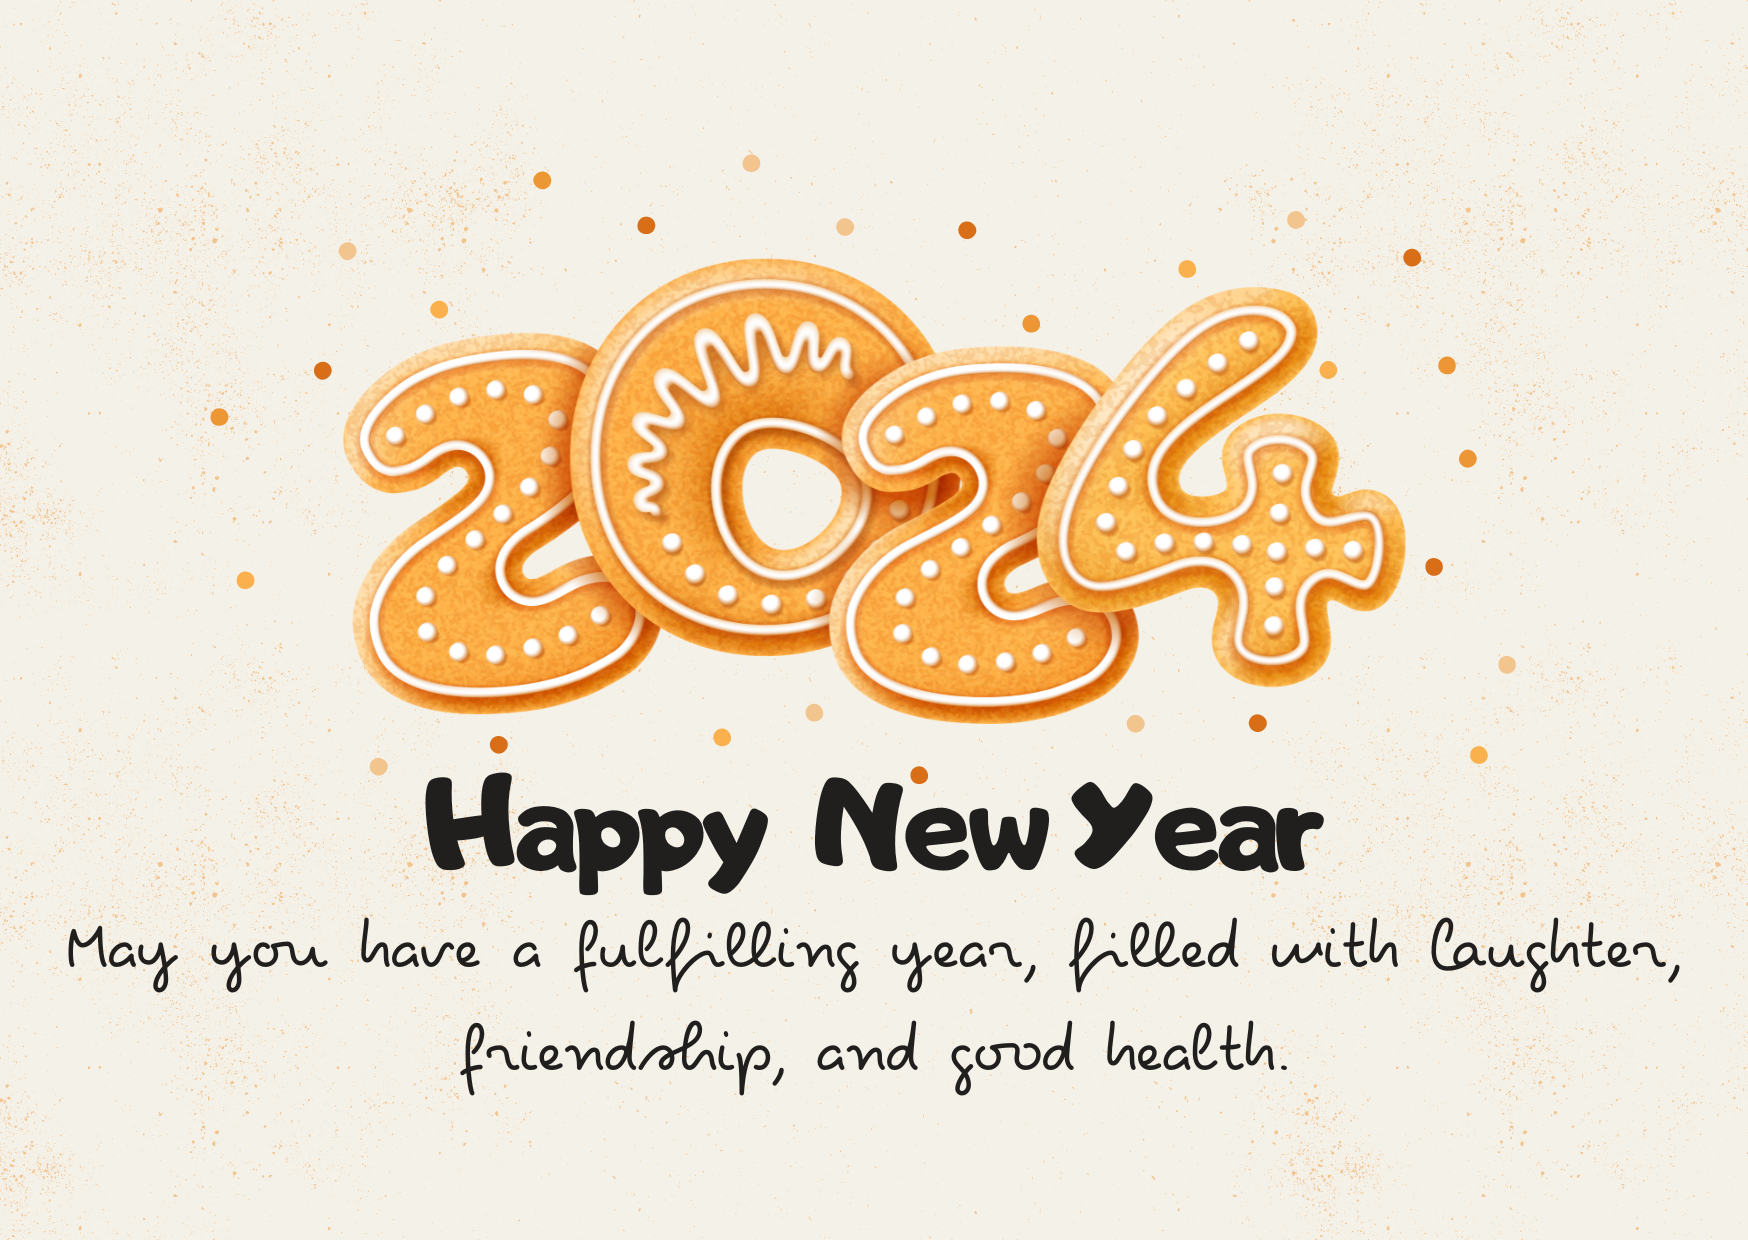 2024
Happy New Year
May you have a fulfilling year, filled with laughter,
friendship, and good health.